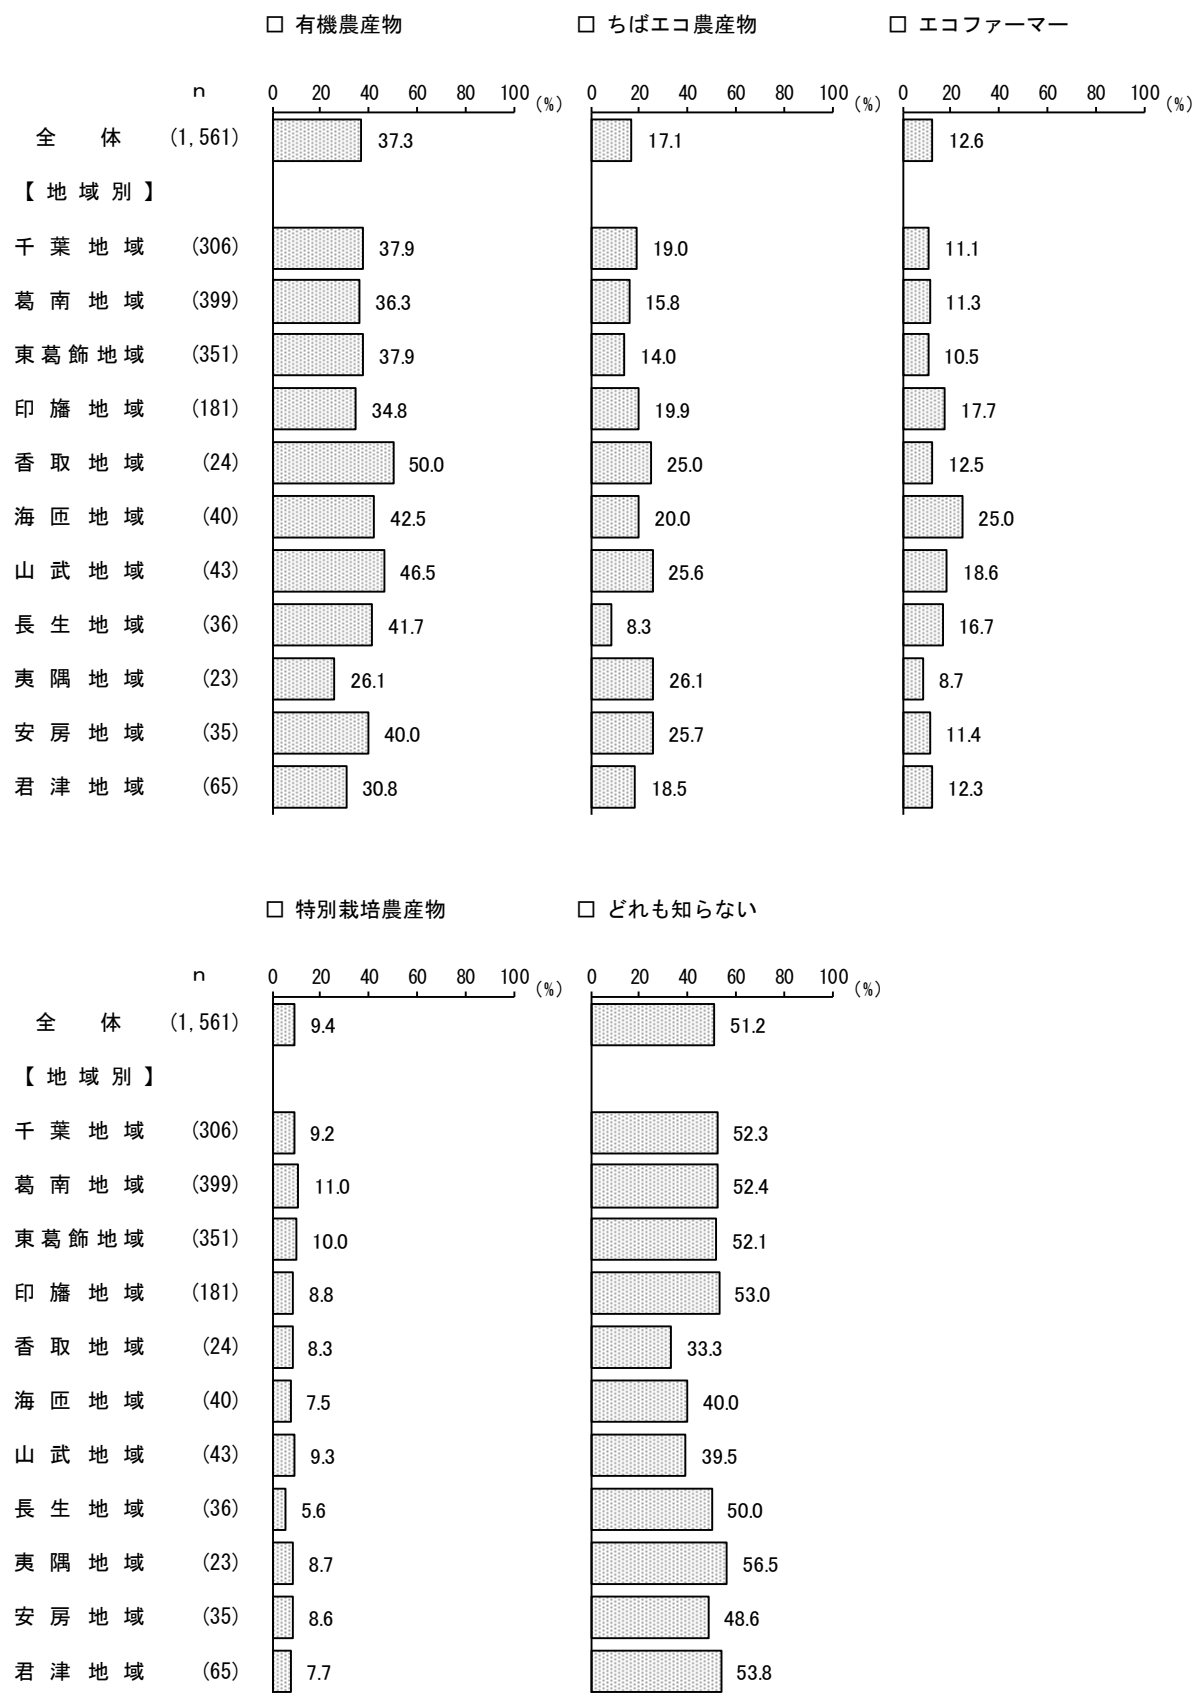 □ 有機農産物 □ ちばエコ農産物 □ エコファーマー
n 0 20 40 60 80 100 (%) 0 20 40 60 80 100 (%) 0 20 40 60 80 100 (%)
全体 (1,561) 37.3 17.1 12.6
【地域別】
千葉地域 (306) 37.9 19.0 11.1
葛南地域 (399) 36.3 15.8 11.3
東葛飾地域 (351) 37.9 14.0 10.5
印旛地域 (181) 34.8 19.9 17.7
香取地域 (24) 50.0 25.0 12.5
海匝地域 (40) 42.5 20.0 25.0
山武地域 (43) 46.5 25.6 18.6
長生地域 (36) 41.7 8.3 16.7
夷隅地域 (23) 26.1 26.1 8.7
安房地域 (35) 40.0 25.7 11.4
君津地域 (65) 30.8 18.5 12.3
□ 特別栽培農産物 □ どれも知らない
n 0 20 40 60 80 100 (%) 0 20 40 60 80 100 (%)
全体 (1,561) 9.4 51.2
【地域別】
千葉地域 (306) 9.2 52.3
葛南地域 (399) 11.0 52.4
東葛飾地域 (351) 10.0 52.1
印旛地域 (181) 8.8 53.0
香取地域 (24) 8.3 33.3
海匝地域 (40) 7.5 40.0
山武地域 (43) 9.3 39.5
長生地域 (36) 5.6 50.0
夷隅地域 (23) 8.7 56.5
安房地域 (35) 8.6 48.6
君津地域 (65) 7.7 53.8